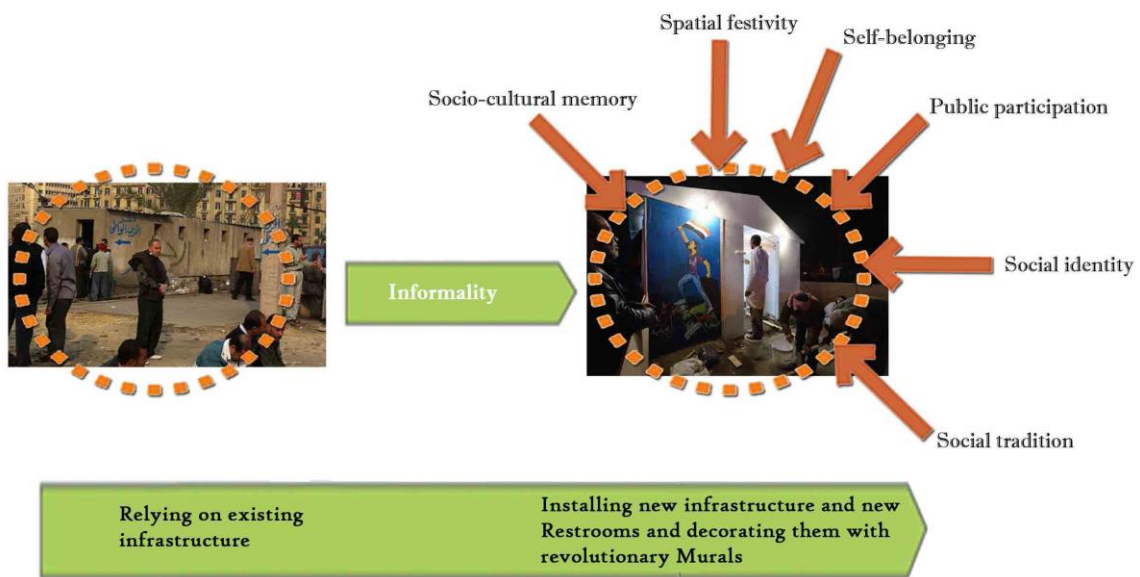 Spatial festivity
Self-belonging
Socio-cultural memory
Public participation
Informality
Social identity
Social tradition
Relying on existing
infrastructure
Installing new infrastructure and new
Restrooms and decorating them with
revolutionary Murals